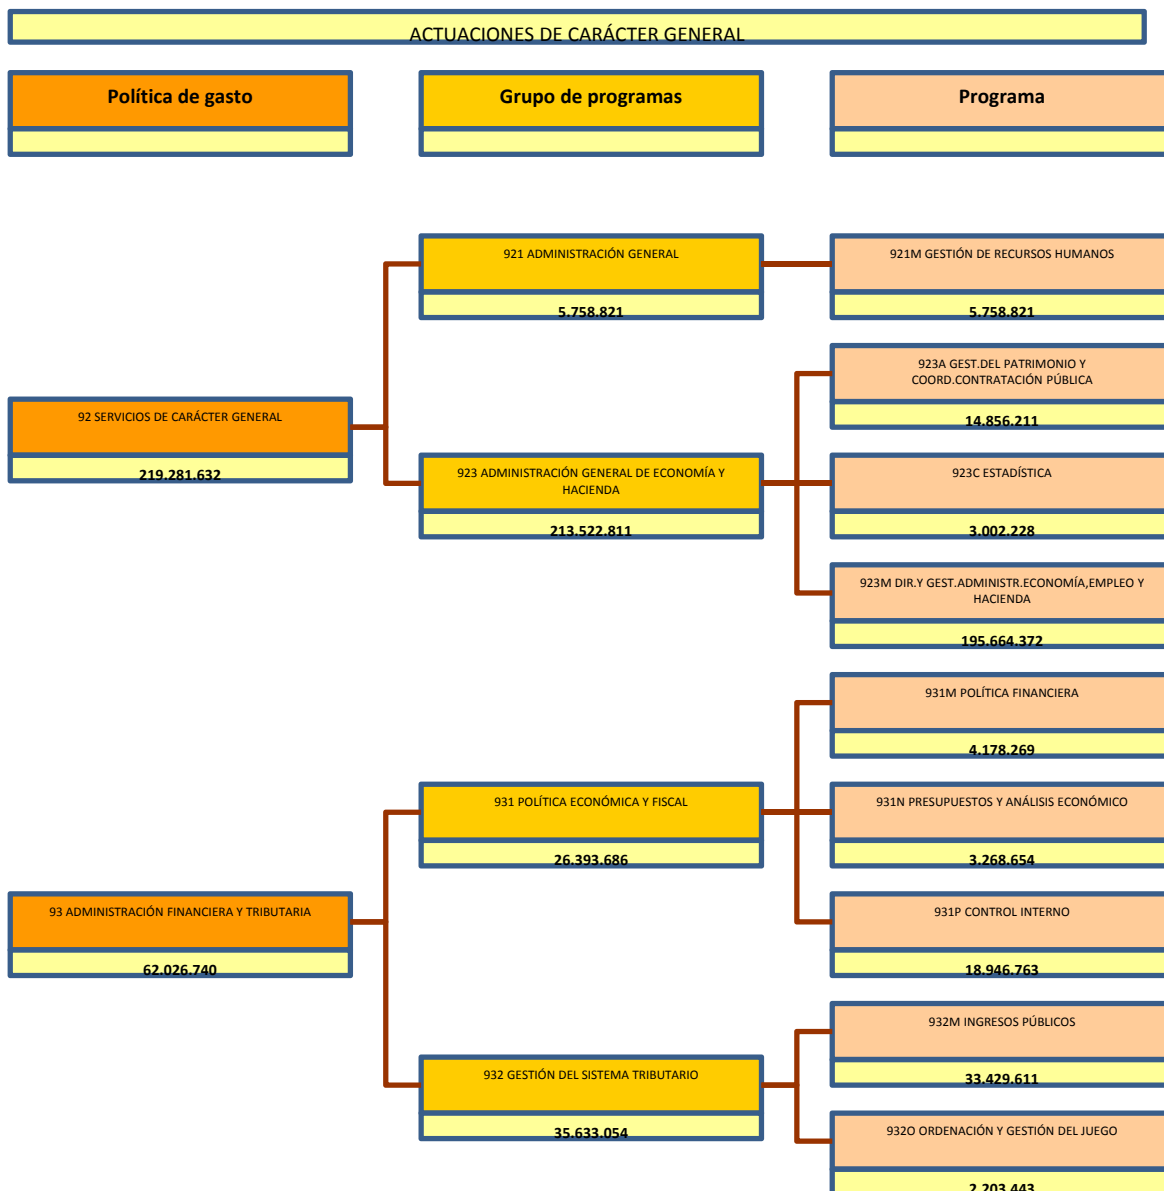 ACTUACIONES DE CARÁCTER GENERAL
Política de gasto
Grupo de programas
Programa
921 ADMINISTRACIÓN GENERAL
5.758.821
921M GESTIÓN DE RECURSOS HUMANOS
5.758.821
923A GEST.DEL PATRIMONIO Y
COORD.CONTRATACIÓN PÚBLICA
14.856.211
92 SERVICIOS DE CARÁCTER GENERAL
219.281.632
923 ADMINISTRACIÓN GENERAL DE ECONOMÍA Y
HACIENDA
213.522.811
923C ESTADÍSTICA
3.002.228
923M DIR.Y GEST.ADMINISTR.ECONOMÍA,EMPLEO Y
HACIENDA
195.664.372
931M POLÍTICA FINANCIERA
4.178.269
931 POLÍTICA ECONÓMICA Y FISCAL
26.393.686
931N PRESUPUESTOS Y ANÁLISIS ECONÓMICO
3.268.654
93 ADMINISTRACIÓN FINANCIERA Y TRIBUTARIA
62.026.740
931P CONTROL INTERNO
18.946.763
932M INGRESOS PÚBLICOS
33.429.611
932 GESTIÓN DEL SISTEMA TRIBUTARIO
35.633.054
932O ORDENACIÓN Y GESTIÓN DEL JUEGO
2.203.443